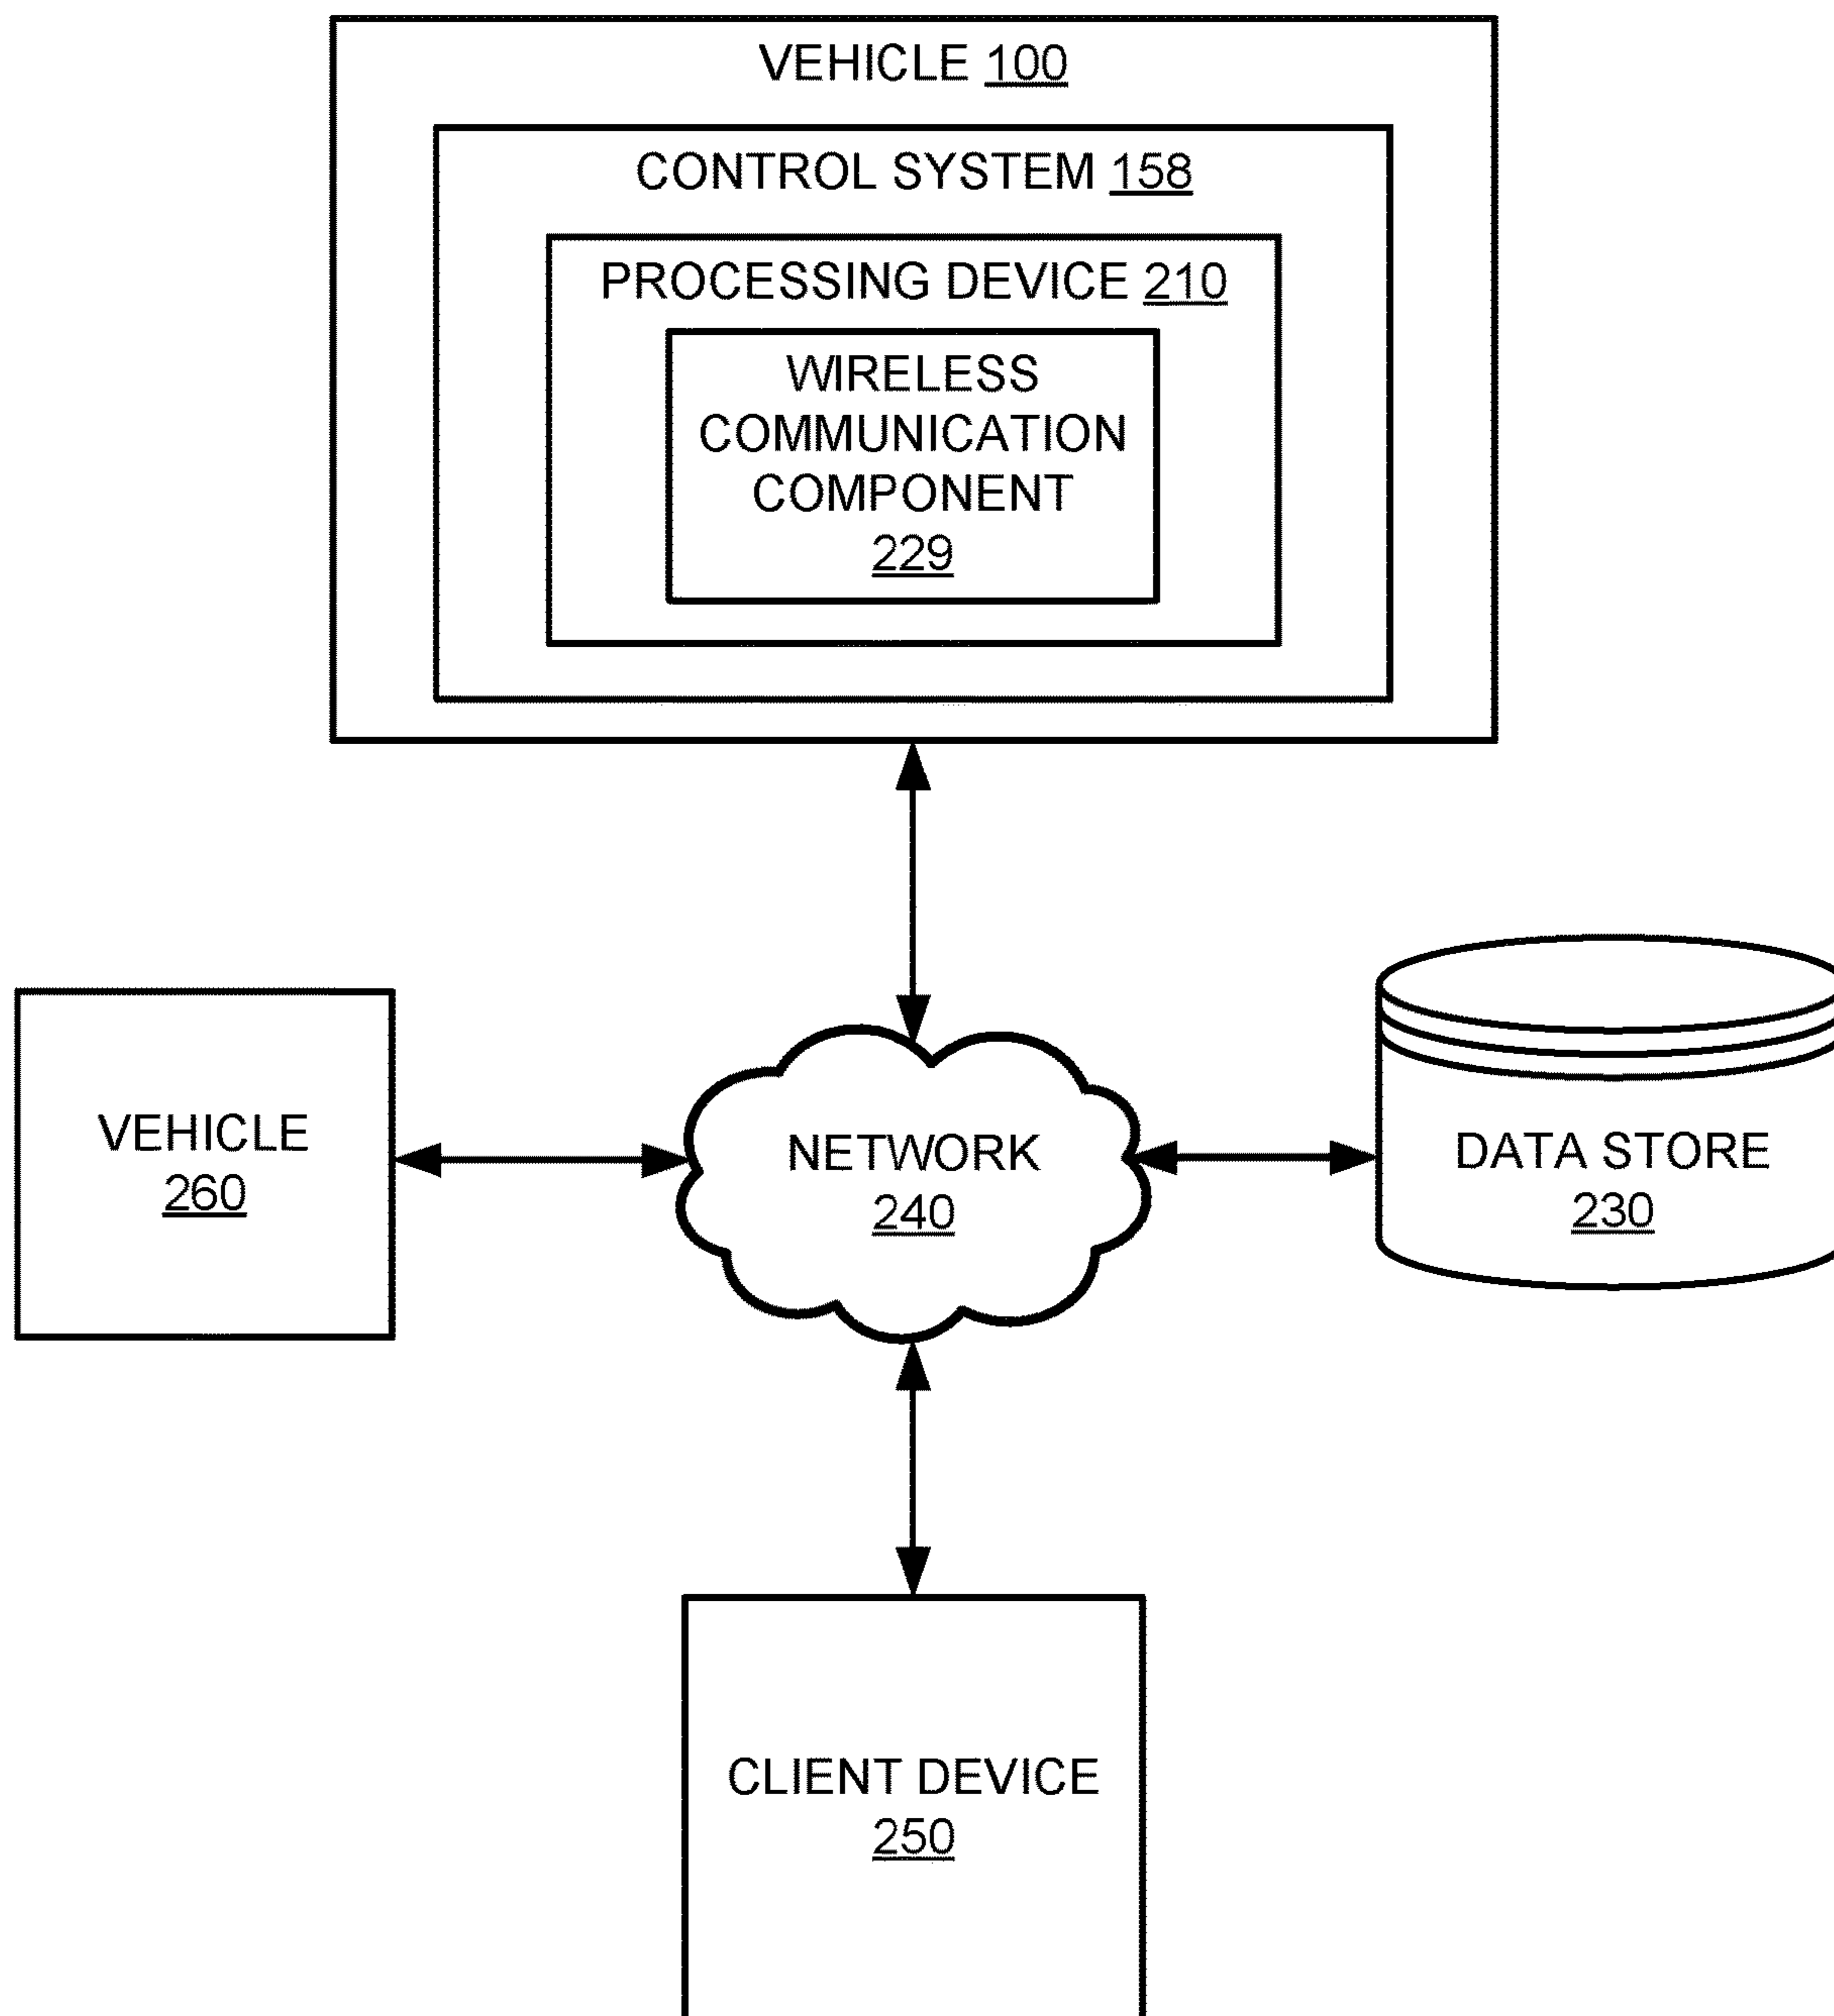 VEHICLE 100
CONTROL SYSTEM 158
PROCESSING DEVICE 210
WIRELESS
COMMUNICATION
COMPONENT
229
VEHICLE
260
NETWORK
240
DATA STORE
230
CLIENT DEVICE
250